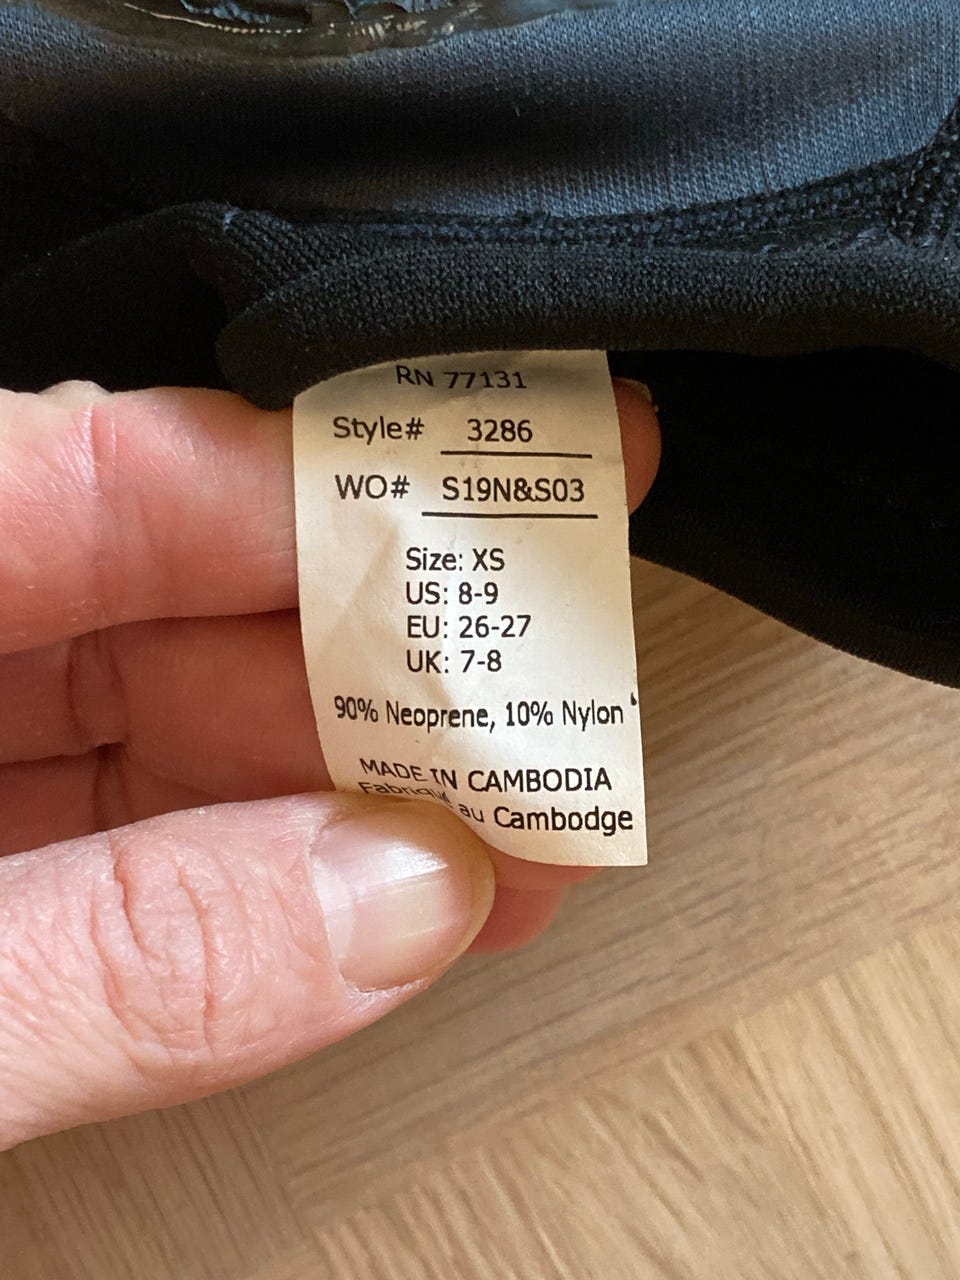 RN 77131
Style# 3286
WO# S19N&S03
Size: XS
US: 8-9
EU: 26-27
UK: 7-8
90% Neoprene, 10% Nylon
MADE IN CAMBODIA
Fabriqué au Cambodge